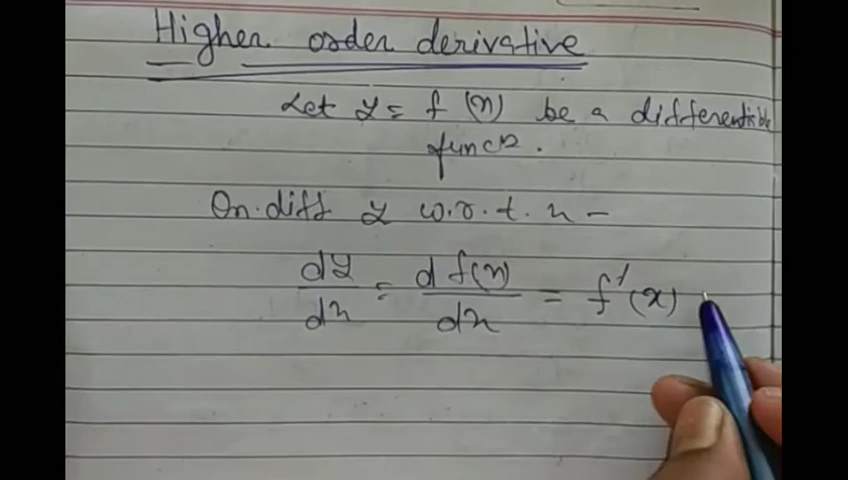 Higher order derivative
Let y = f(x) be a differentiable
funcⁿ.
On diff y w.r.t. x -
dy/dx = d f(x)/dx = f'(x)